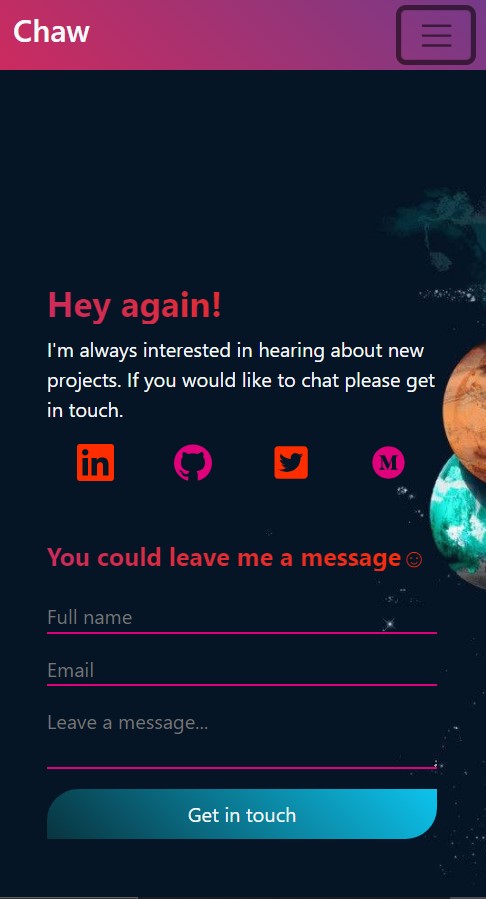 Chaw
Hey again!
I'm always interested in hearing about new
projects. If you would like to chat please get
in touch.
in
M
You could leave me a message☺
Full name
Email
Leave a message...
Get in touch